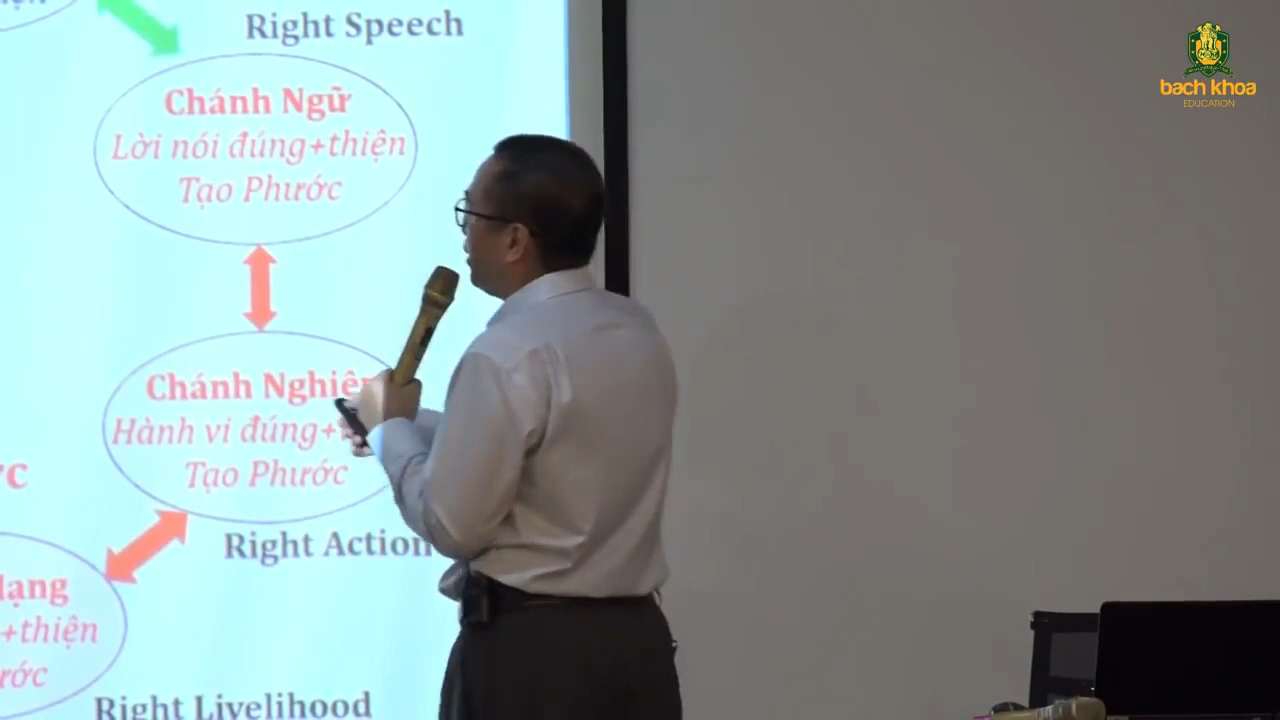 Right Speech
bach khoa
EDUCATION
Chánh Ngữ
Lời nói đúng+thiện
Tạo Phước
Chánh
Hành vi đúng+
Tạo Phước
Right Action
+thiện
Right Livelihood